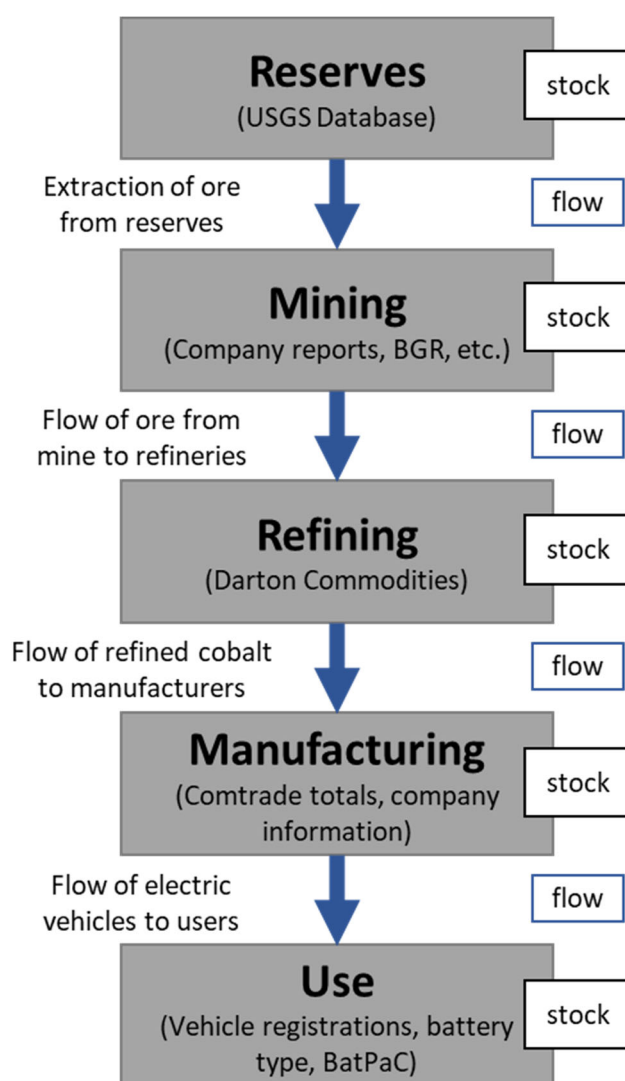 Reserves
(USGS Database)
stock
Extraction of ore
from reserves
flow
Mining
(Company reports, BGR, etc.)
stock
Flow of ore from
mine to refineries
flow
Refining
(Darton Commodities)
stock
Flow of refined cobalt
to manufacturers
flow
Manufacturing
(Comtrade totals, company
information)
stock
Flow of electric
vehicles to users
flow
Use
(Vehicle registrations, battery
type, BatPaC)
stock